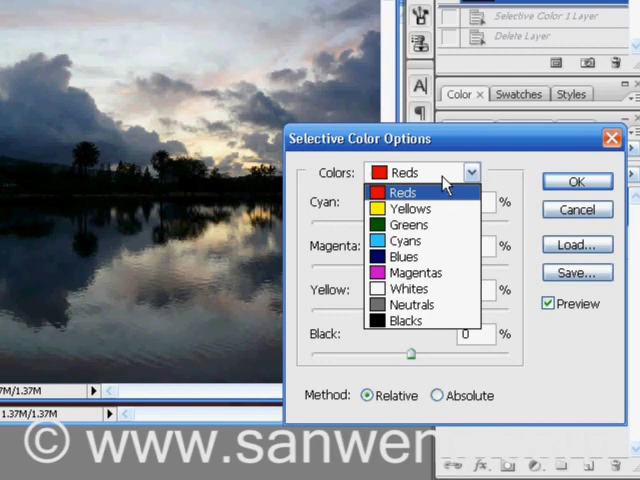 Selective Color 1 Layer
Delete Layer
Color × Swatches Styles
Selective Color Options
Colors: Reds
Reds
Yellows
Greens
Cyans
Blues
Magentas
Whites
Neutrals
Blacks
Cyan: %
Magenta: %
Yellow: %
Black: 0 %
Method: Relative Absolute
OK
Cancel
Load...
Save...
Preview
7M/1.37M
1.37M/1.37M
© www.sanwen